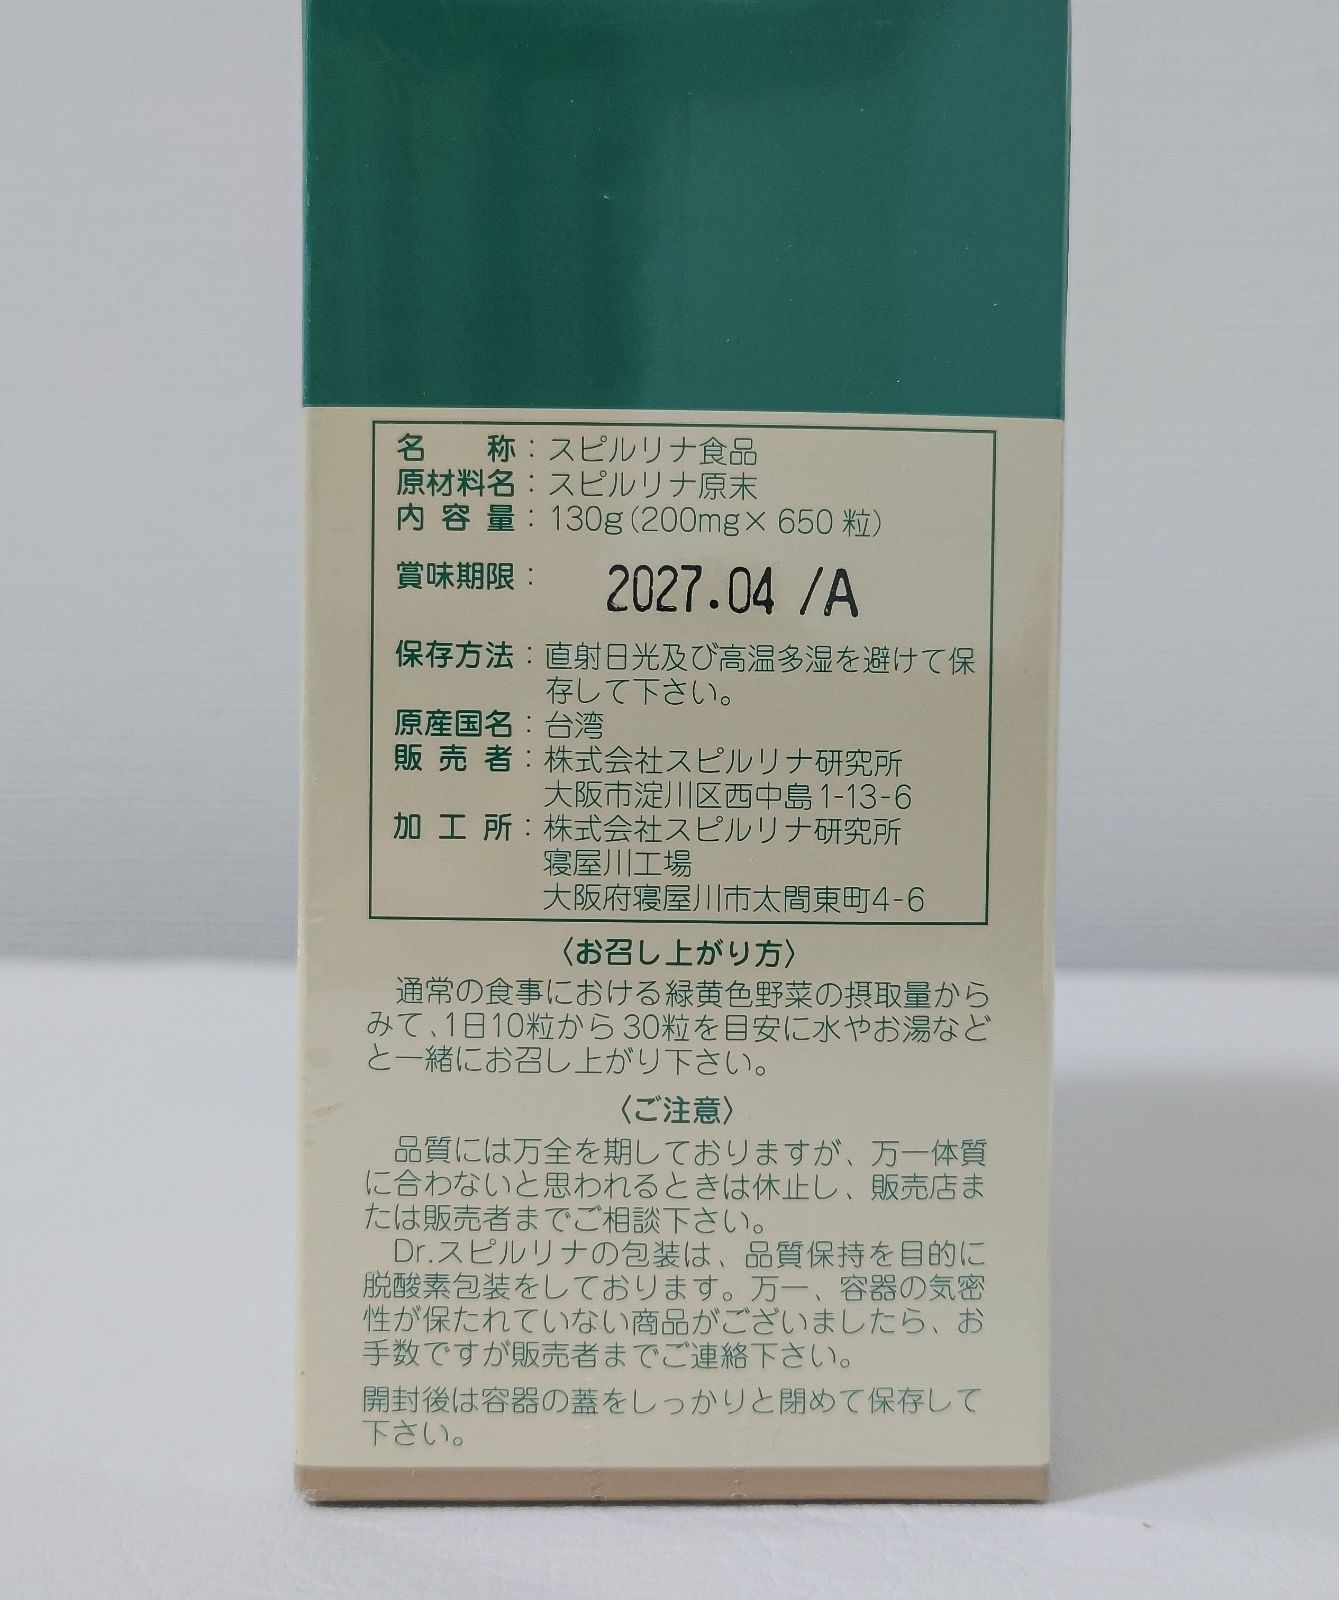 名称：スピルリナ食品
原材料名：スピルリナ原末
内容量：130g(200mg×650粒)
賞味期限：2027.04 /A
保存方法：直射日光及び高温多湿を避けて保
存して下さい。
原産国名：台湾
販売者：株式会社スピルリナ研究所
大阪市淀川区西中島1-13-6
加工所：株式会社スピルリナ研究所
寝屋川工場
大阪府寝屋川市太間東町4-6
〈お召し上がり方〉
通常の食事における緑黄色野菜の摂取量から
みて、1日10粒から30粒を目安に水やお湯など
と一緒にお召し上がり下さい。
〈ご注意〉
品質には万全を期しておりますが、万一体質
に合わないと思われるときは休止し、販売店ま
たは販売者までご相談下さい。
Dr.スピルリナの包装は、品質保持を目的に
脱酸素包装をしております。万一、容器の気密
性が保たれていない商品がございましたら、お
手数ですが販売者までご連絡下さい。
開封後は容器の蓋をしっかりと閉めて保存して
下さい。